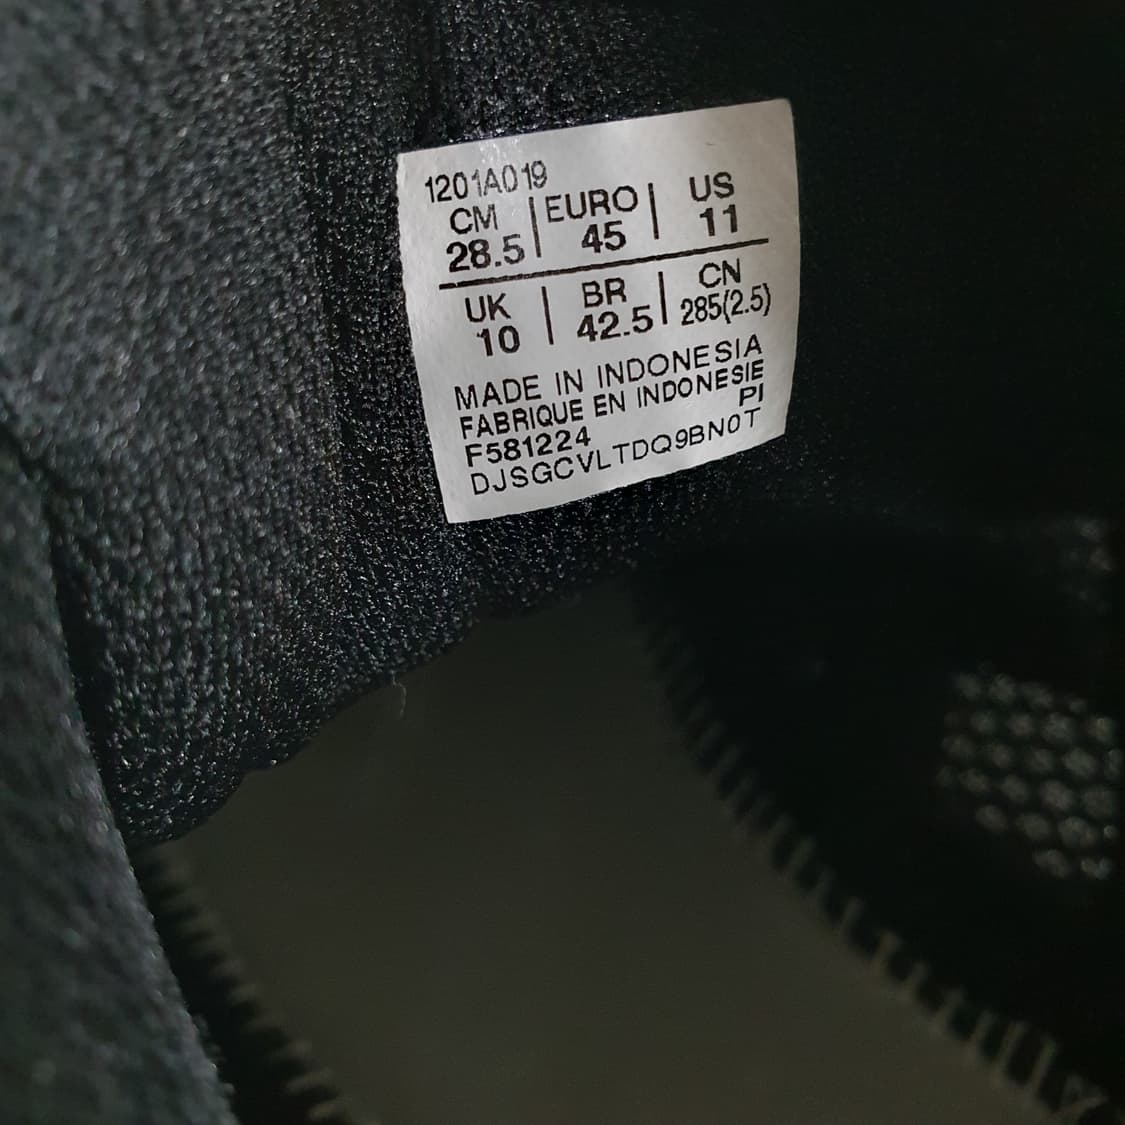 1201A019
CM | EURO | US
28.5 | 45 | 11
UK | BR | CN
10 | 42.5 | 285(2.5)
MADE IN INDONESIA
FABRIQUE EN INDONESIE
PI
F581224
DJSGCVLTDQ9BN0T